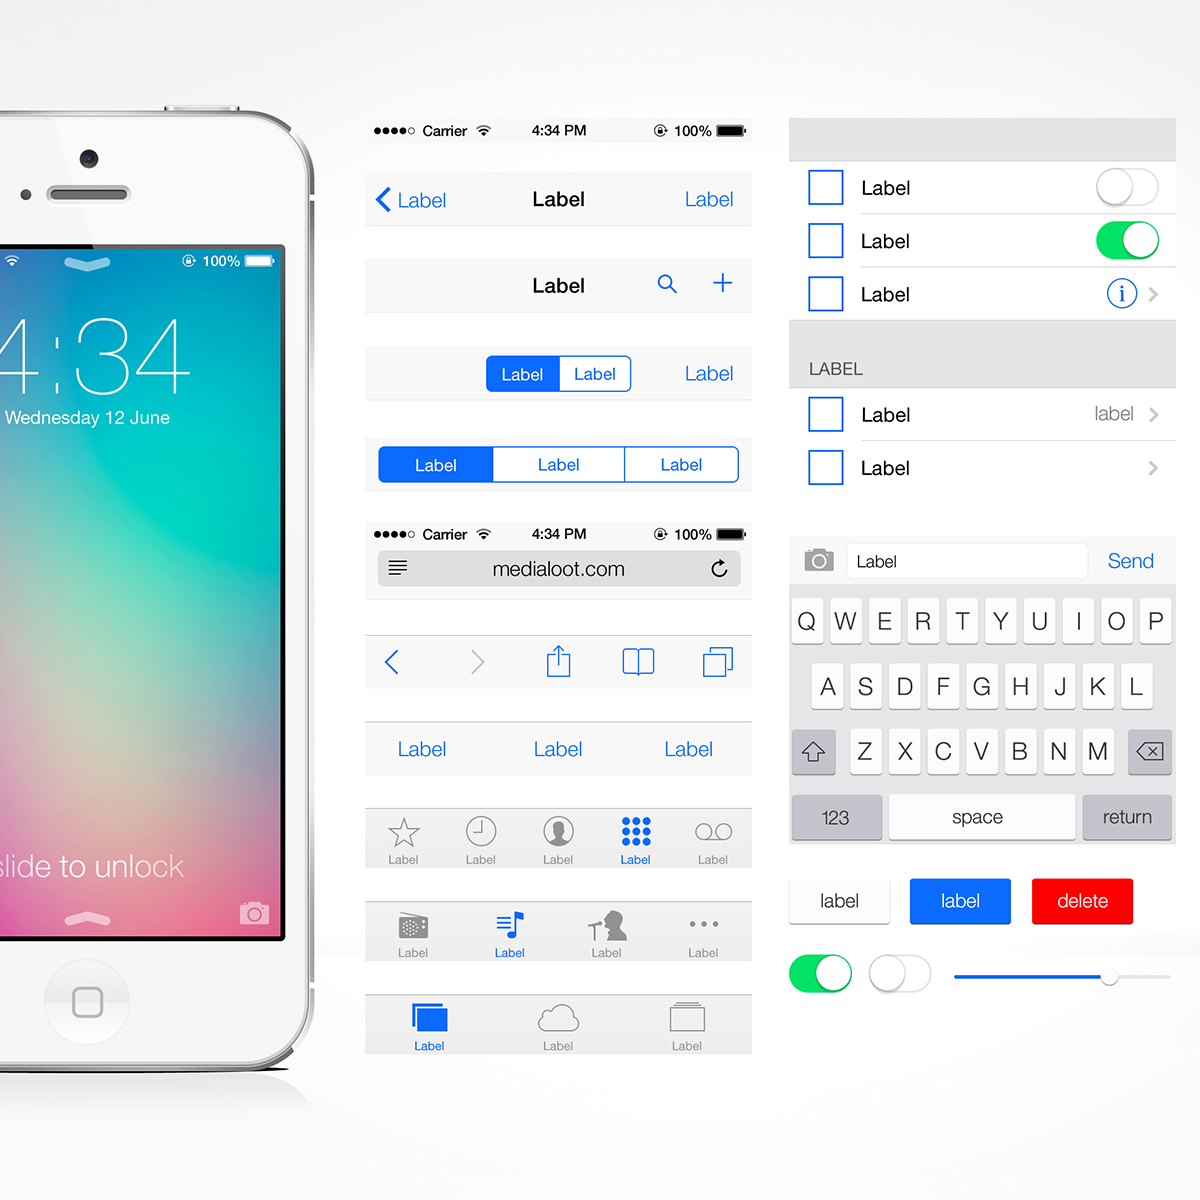 100%
4:34
Wednesday 12 June
slide to unlock
Carrier 4:34 PM 100%
Label Label Label
Label
Label Label Label
Label Label Label
Carrier 4:34 PM 100%
medialoot.com
Label Label Label
Label Label Label Label Label
Label Label Label Label
Label Label Label
Label
Label
Label i
LABEL
Label label
Label
Label Send
Q W E R T Y U I O P
A S D F G H J K L
Z X C V B N M
123 space return
label label delete